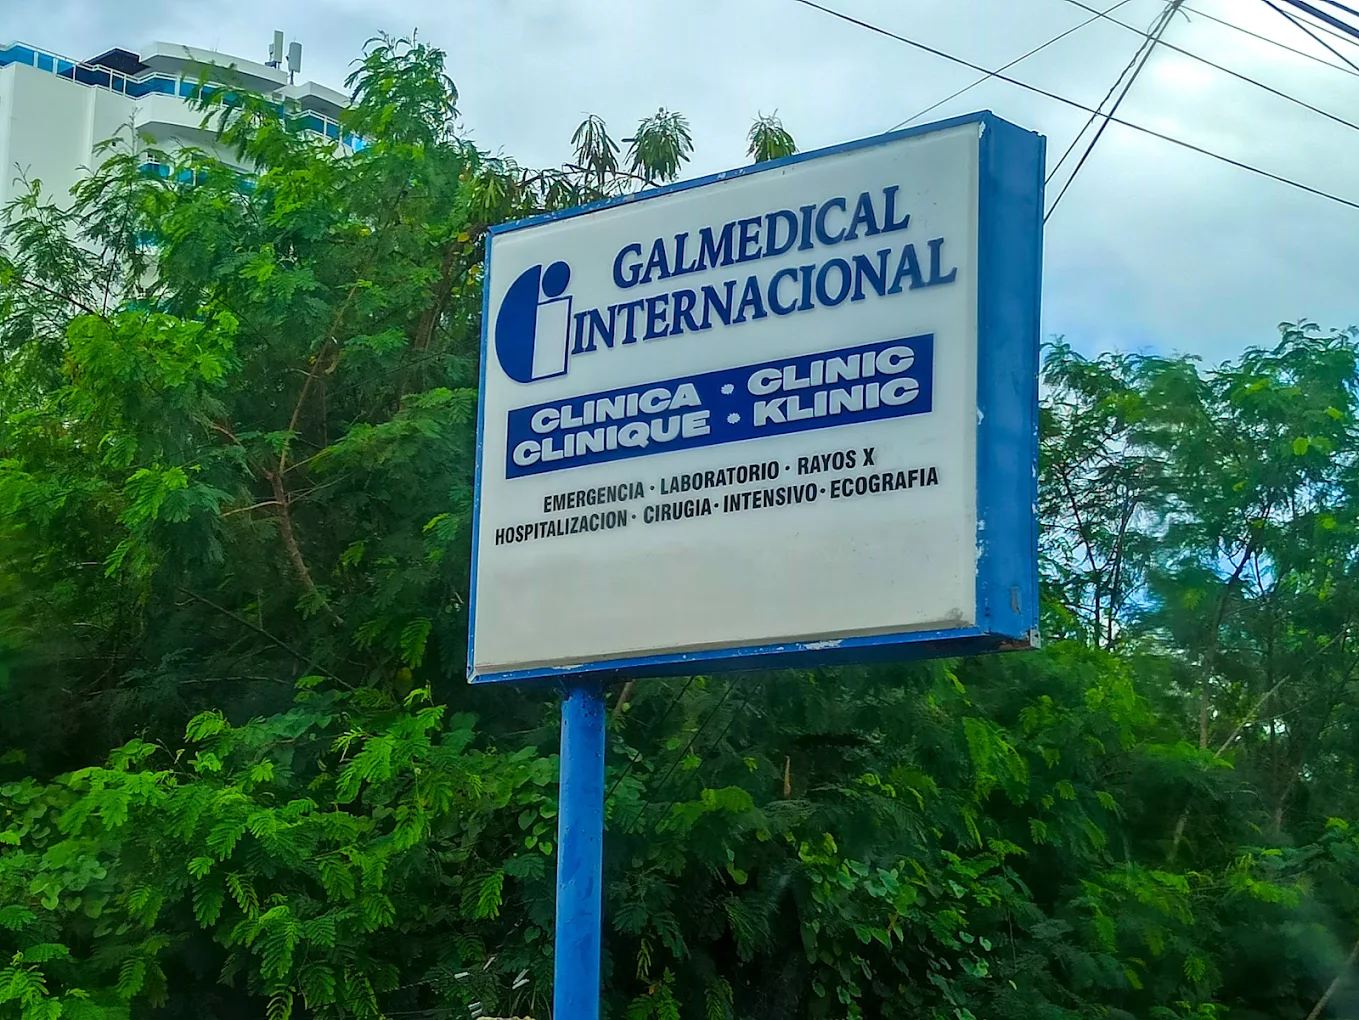 GALMEDICAL
INTERNACIONAL
CLINICA • CLINIC
CLINIQUE • KLINIC
EMERGENCIA · LABORATORIO · RAYOS X
HOSPITALIZACION · CIRUGIA · INTENSIVO · ECOGRAFIA